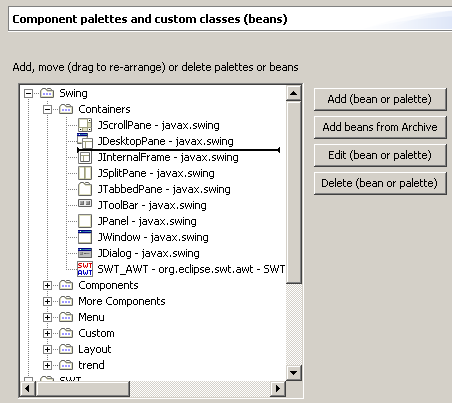 Component palettes and custom classes (beans)
Add, move (drag to re-arrange) or delete palettes or beans
Swing
Containers
JScrollPane - javax.swing
JDesktopPane - javax.swing
JInternalFrame - javax.swing
JSplitPane - javax.swing
JTabbedPane - javax.swing
JToolBar - javax.swing
JPanel - javax.swing
JWindow - javax.swing
JDialog - javax.swing
SWT AWT SWT_AWT - org.eclipse.swt.awt - SWT
Components
More Components
Menu
Custom
Layout
trend
SWT
Add (bean or palette)
Add beans from Archive
Edit (bean or palette)
Delete (bean or palette)